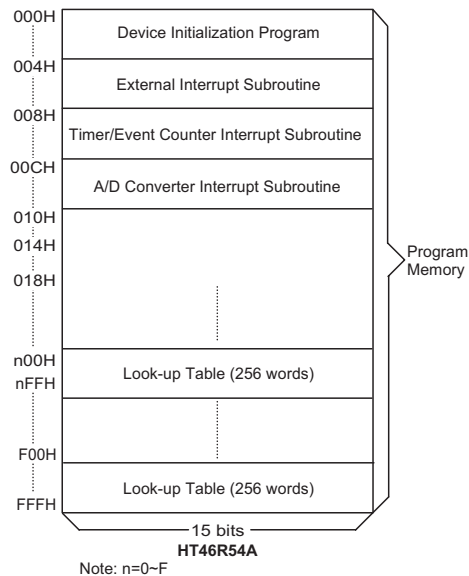 000H
Device Initialization Program
004H
External Interrupt Subroutine
008H
Timer/Event Counter Interrupt Subroutine
00CH
A/D Converter Interrupt Subroutine
010H
014H
018H
Program
Memory
n00H
Look-up Table (256 words)
nFFH
F00H
Look-up Table (256 words)
FFFH
15 bits
HT46R54A
Note: n=0~F